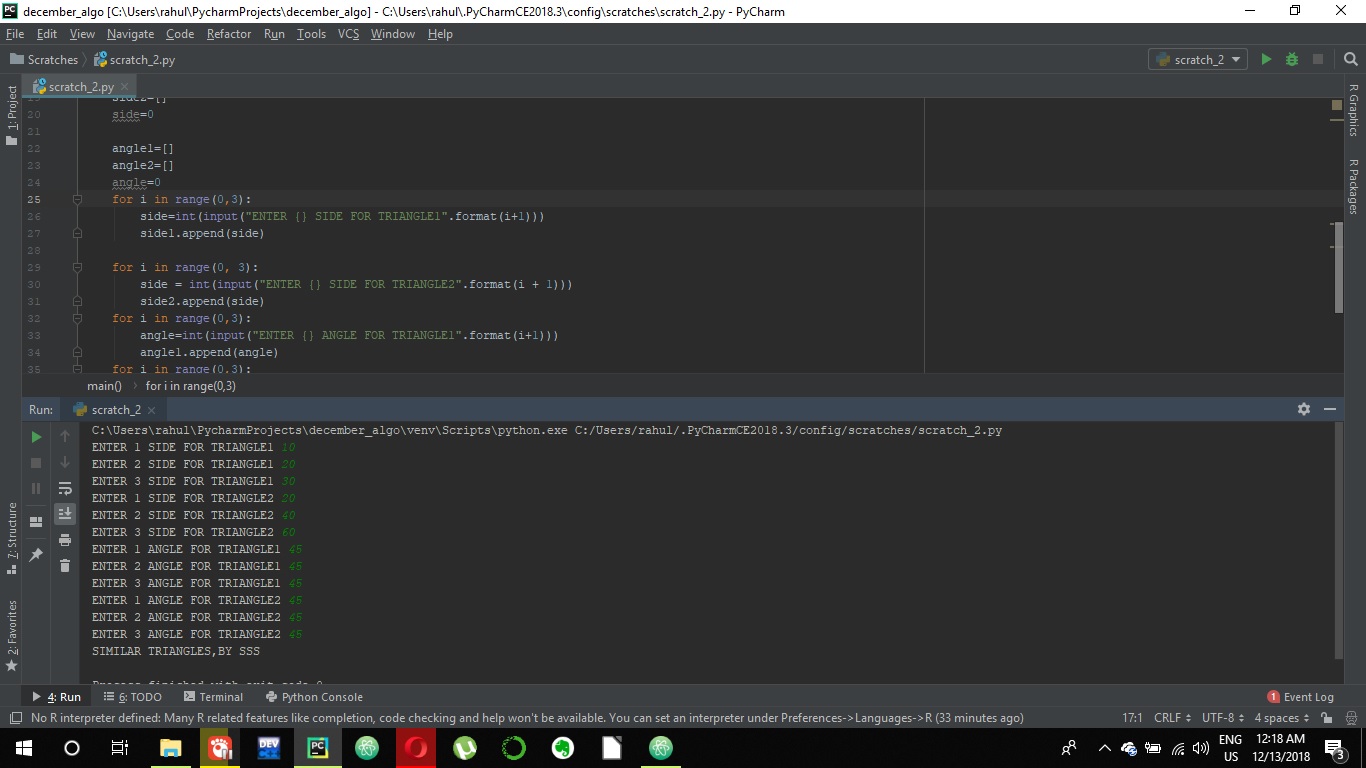 december_algo [C:\Users\rahul\PycharmProjects\december_algo] - C:\Users\rahul\.PyCharmCE2018.3\config\scratches\scratch_2.py - PyCharm
File Edit View Navigate Code Refactor Run Tools VCS Window Help
Scratches scratch_2.py scratch_2
scratch_2.py
1: Project
R Graphics
R Packages
19 side2=[]
20 side=0
21
22 angle1=[]
23 angle2=[]
24 angle=0
25 for i in range(0,3):
26 side=int(input("ENTER {} SIDE FOR TRIANGLE1".format(i+1)))
27 side1.append(side)
28
29 for i in range(0, 3):
30 side = int(input("ENTER {} SIDE FOR TRIANGLE2".format(i + 1)))
31 side2.append(side)
32 for i in range(0,3):
33 angle=int(input("ENTER {} ANGLE FOR TRIANGLE1".format(i+1)))
34 angle1.append(angle)
35 for i in range(0,3):
main() for i in range(0,3)
Run: scratch_2
C:\Users\rahul\PycharmProjects\december_algo\venv\Scripts\python.exe C:/Users/rahul/.PyCharmCE2018.3/config/scratches/scratch_2.py
ENTER 1 SIDE FOR TRIANGLE1 10
ENTER 2 SIDE FOR TRIANGLE1 20
ENTER 3 SIDE FOR TRIANGLE1 30
ENTER 1 SIDE FOR TRIANGLE2 20
ENTER 2 SIDE FOR TRIANGLE2 40
ENTER 3 SIDE FOR TRIANGLE2 60
ENTER 1 ANGLE FOR TRIANGLE1 45
ENTER 2 ANGLE FOR TRIANGLE1 45
ENTER 3 ANGLE FOR TRIANGLE1 45
ENTER 1 ANGLE FOR TRIANGLE2 45
ENTER 2 ANGLE FOR TRIANGLE2 45
ENTER 3 ANGLE FOR TRIANGLE2 45
SIMILAR TRIANGLES,BY SSS
Process finished with exit code 0
7: Structure
2: Favorites
4: Run 6: TODO Terminal Python Console 1 Event Log
No R interpreter defined: Many R related features like completion, code checking and help won't be available. You can set an interpreter under Preferences->Languages->R (33 minutes ago) 17:1 CRLF UTF-8 4 spaces
DEV
PC
ENG
US
12:18 AM
12/13/2018
3